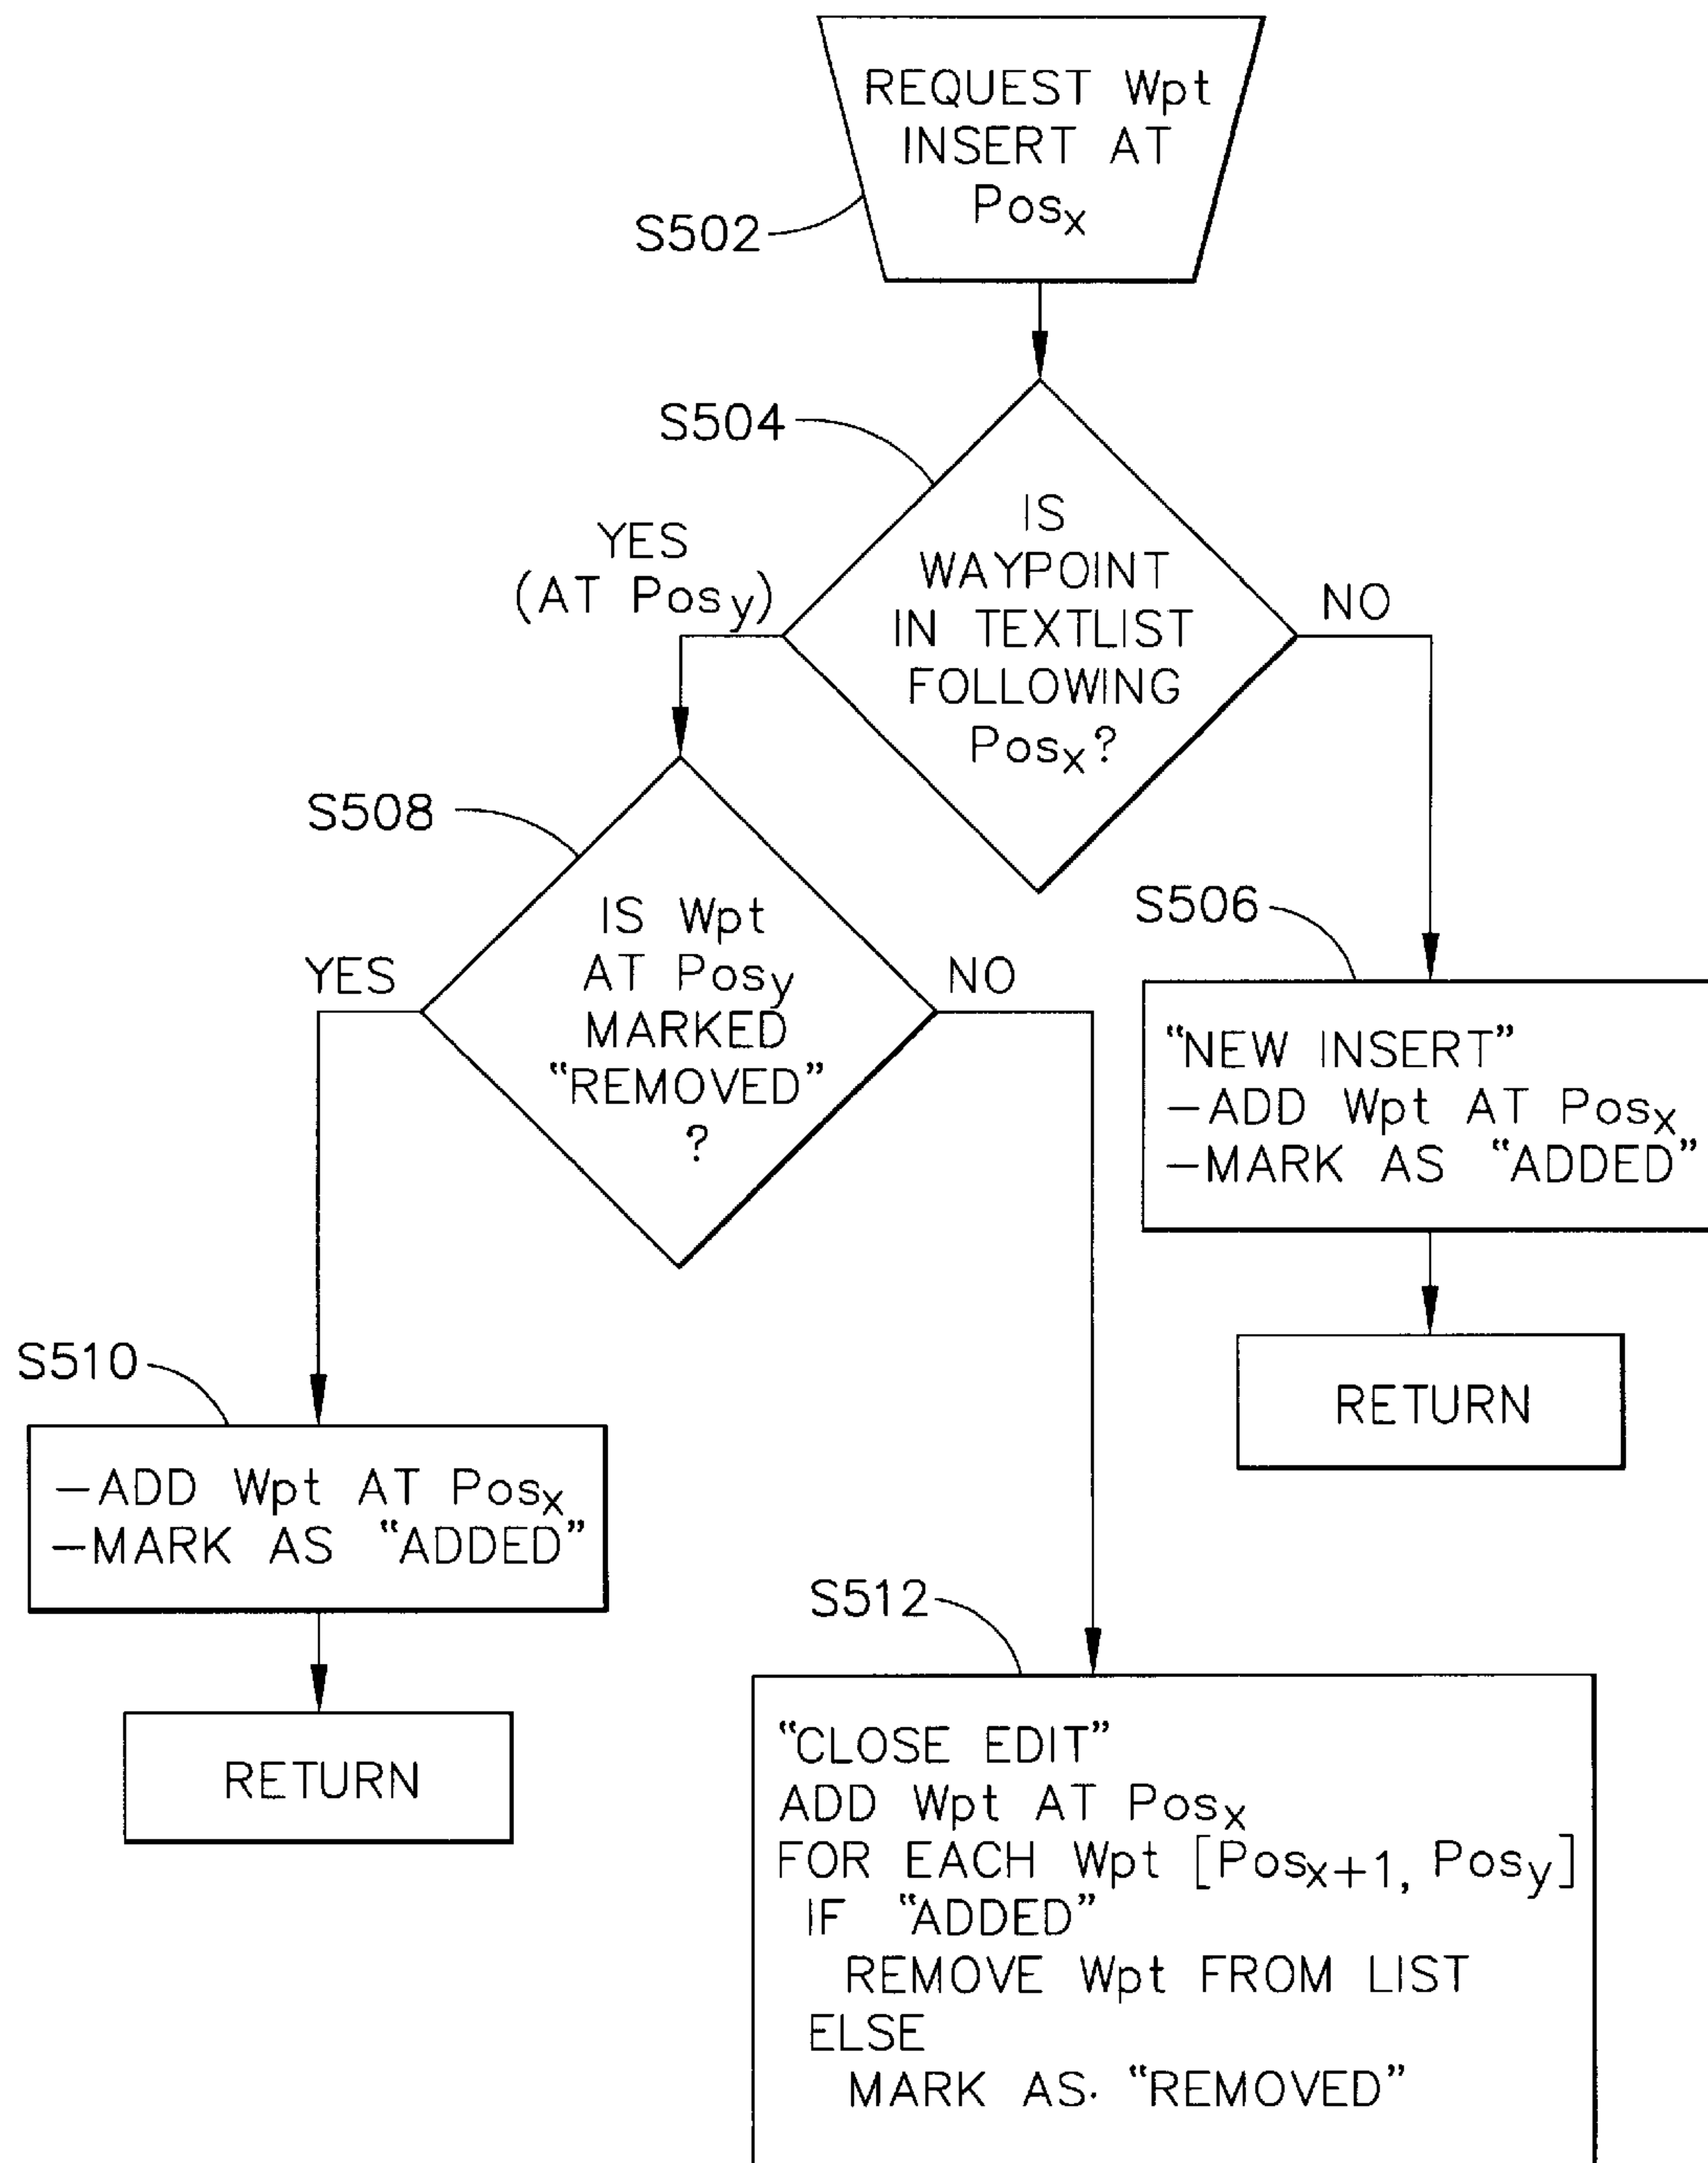 REQUEST Wpt
INSERT AT
Posx
S502
S504
IS
WAYPOINT
IN TEXTLIST
FOLLOWING
Posx?
YES
(AT Posy)
NO
S508
IS Wpt
AT Posy
MARKED
“REMOVED”
?
YES
NO
S506
“NEW INSERT”
–ADD Wpt AT Posx
–MARK AS “ADDED”
RETURN
S510
–ADD Wpt AT Posx
–MARK AS “ADDED”
RETURN
S512
“CLOSE EDIT”
ADD Wpt AT Posx
FOR EACH Wpt [Posx+1, Posy]
IF “ADDED”
REMOVE Wpt FROM LIST
ELSE
MARK AS “REMOVED”